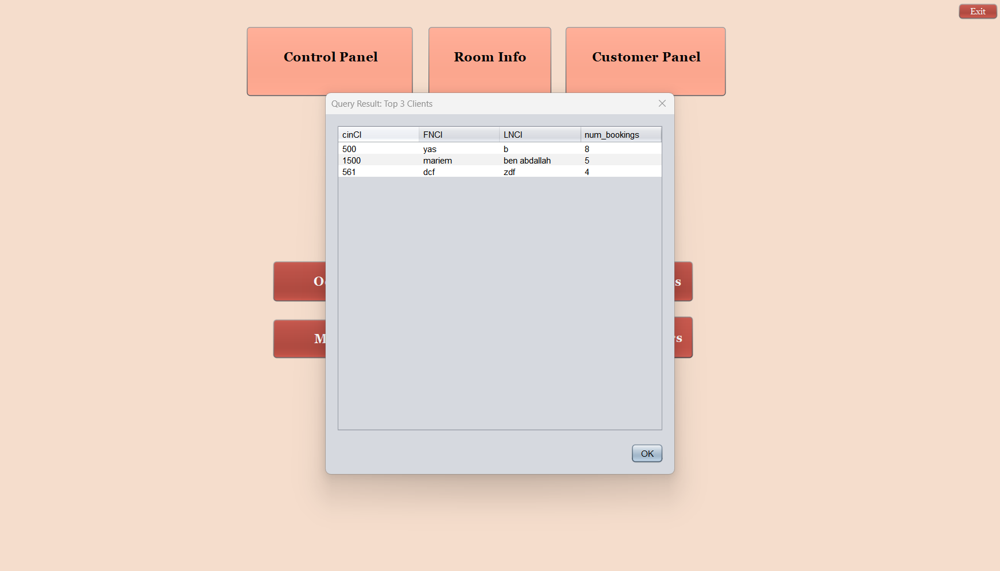 Exit
Control Panel
Room Info
Customer Panel
Query Result: Top 3 Clients
cinCl FNCl LNCl num_bookings
500 yas b 8
1500 mariem ben abdallah 5
561 dcf zdf 4
OK